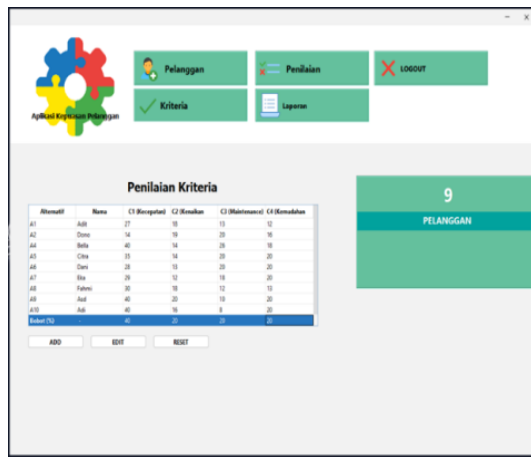 Pelanggan
Penilaian
LOGOUT
Aplikasi Kepuasan Pelanggan
Kriteria
Laporan
Penilaian Kriteria
9
PELANGGAN
Alternatif Nama C1 (Kecepatan) C2 (Kenaikan C3 (Maintenance) C4 (Kemudahan
A1 Adit 27 18 13 12
A2 Dono 14 19 20 16
A4 Bella 40 14 26 18
A5 Citra 35 14 20 20
A6 Dani 28 13 20 20
A7 Eka 29 12 18 20
A8 Fahmi 30 18 12 13
A9 Aud 40 20 10 20
A10 Adi 40 16 8 20
Bobot (%) - 40 20 20 20
ADD EDIT RESET